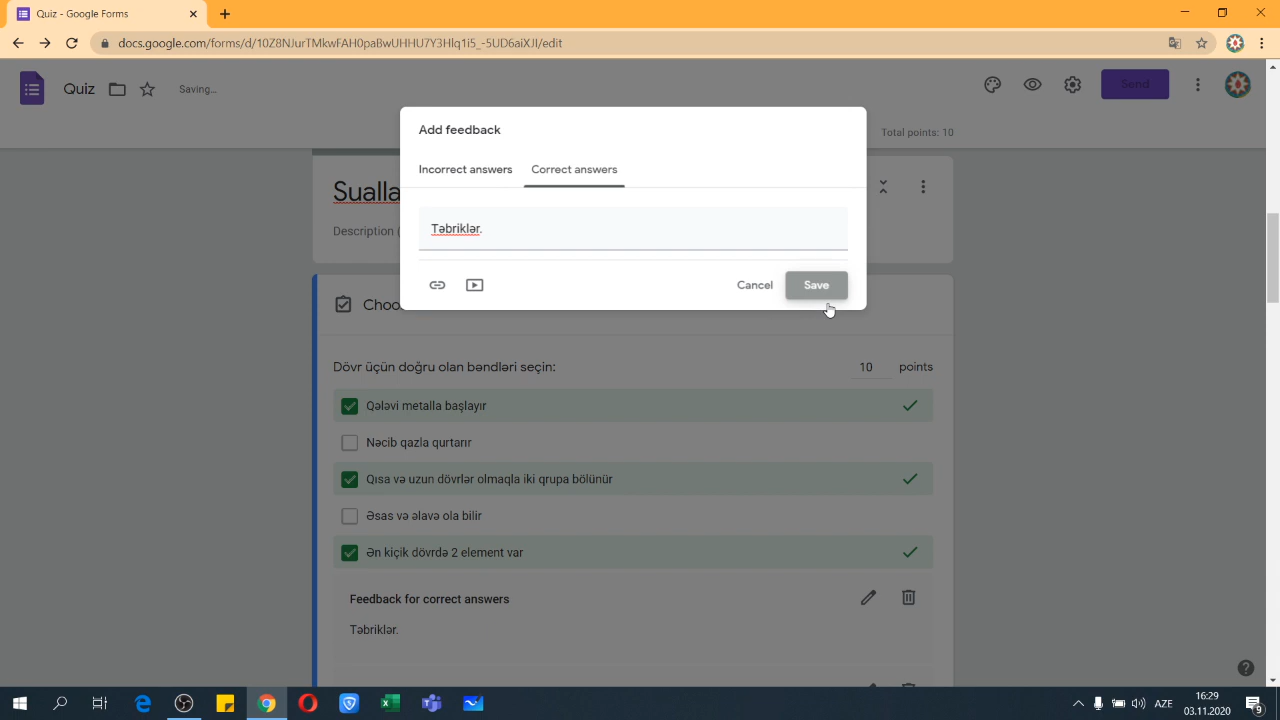 Quiz - Google Forms
docs.google.com/forms/d/10Z8NJurTMkwFAH0paBwUHHU7Y3Hlq1i5_-5UD6aiXJI/edit
Quiz
Saving...
Send
Total points: 10
Add feedback
Incorrect answers
Correct answers
Sualla
Description (
Təbriklər.
Cancel
Save
Choo
Dövr üçün doğru olan bəndləri seçin:
10
points
Qələvi metalla başlayır
Nəcib qazla qurtarır
Qısa və uzun dövrlər olmaqla iki qrupa bölünür
Əsas və əlavə ola bilir
Ən kiçik dövrdə 2 element var
Feedback for correct answers
Təbriklər.
AZE
16:29
03.11.2020
9